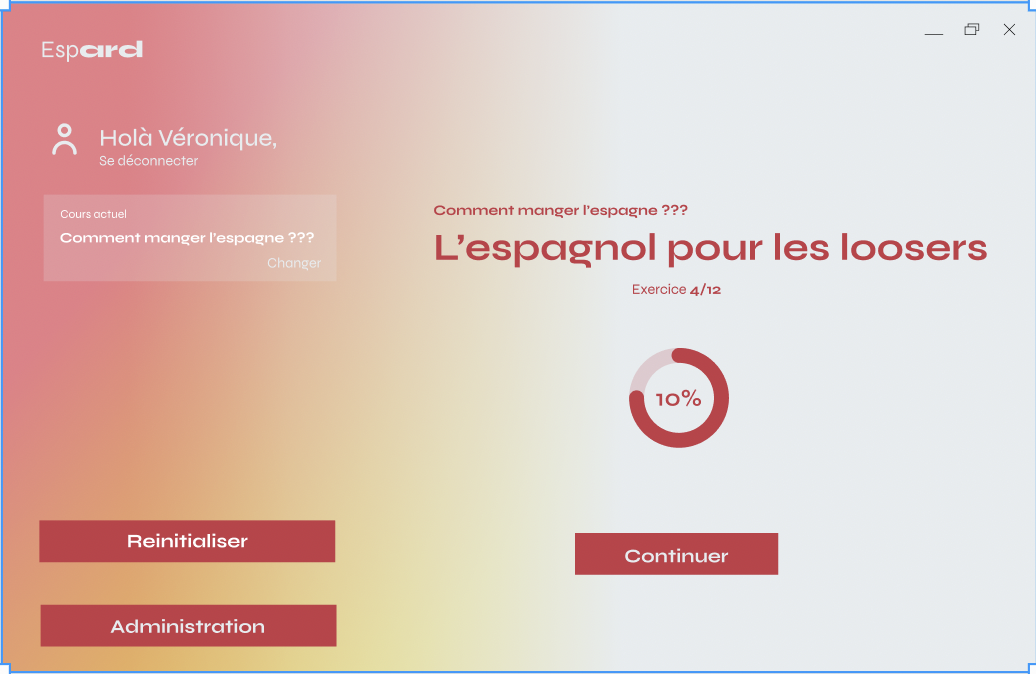 Espard
Holà Véronique,
Se déconnecter
Cours actuel
Comment manger l'espagne ???
Changer
Reinitialiser
Administration
Comment manger l'espagne ???
L'espagnol pour les loosers
Exercice 4/12
10%
Continuer